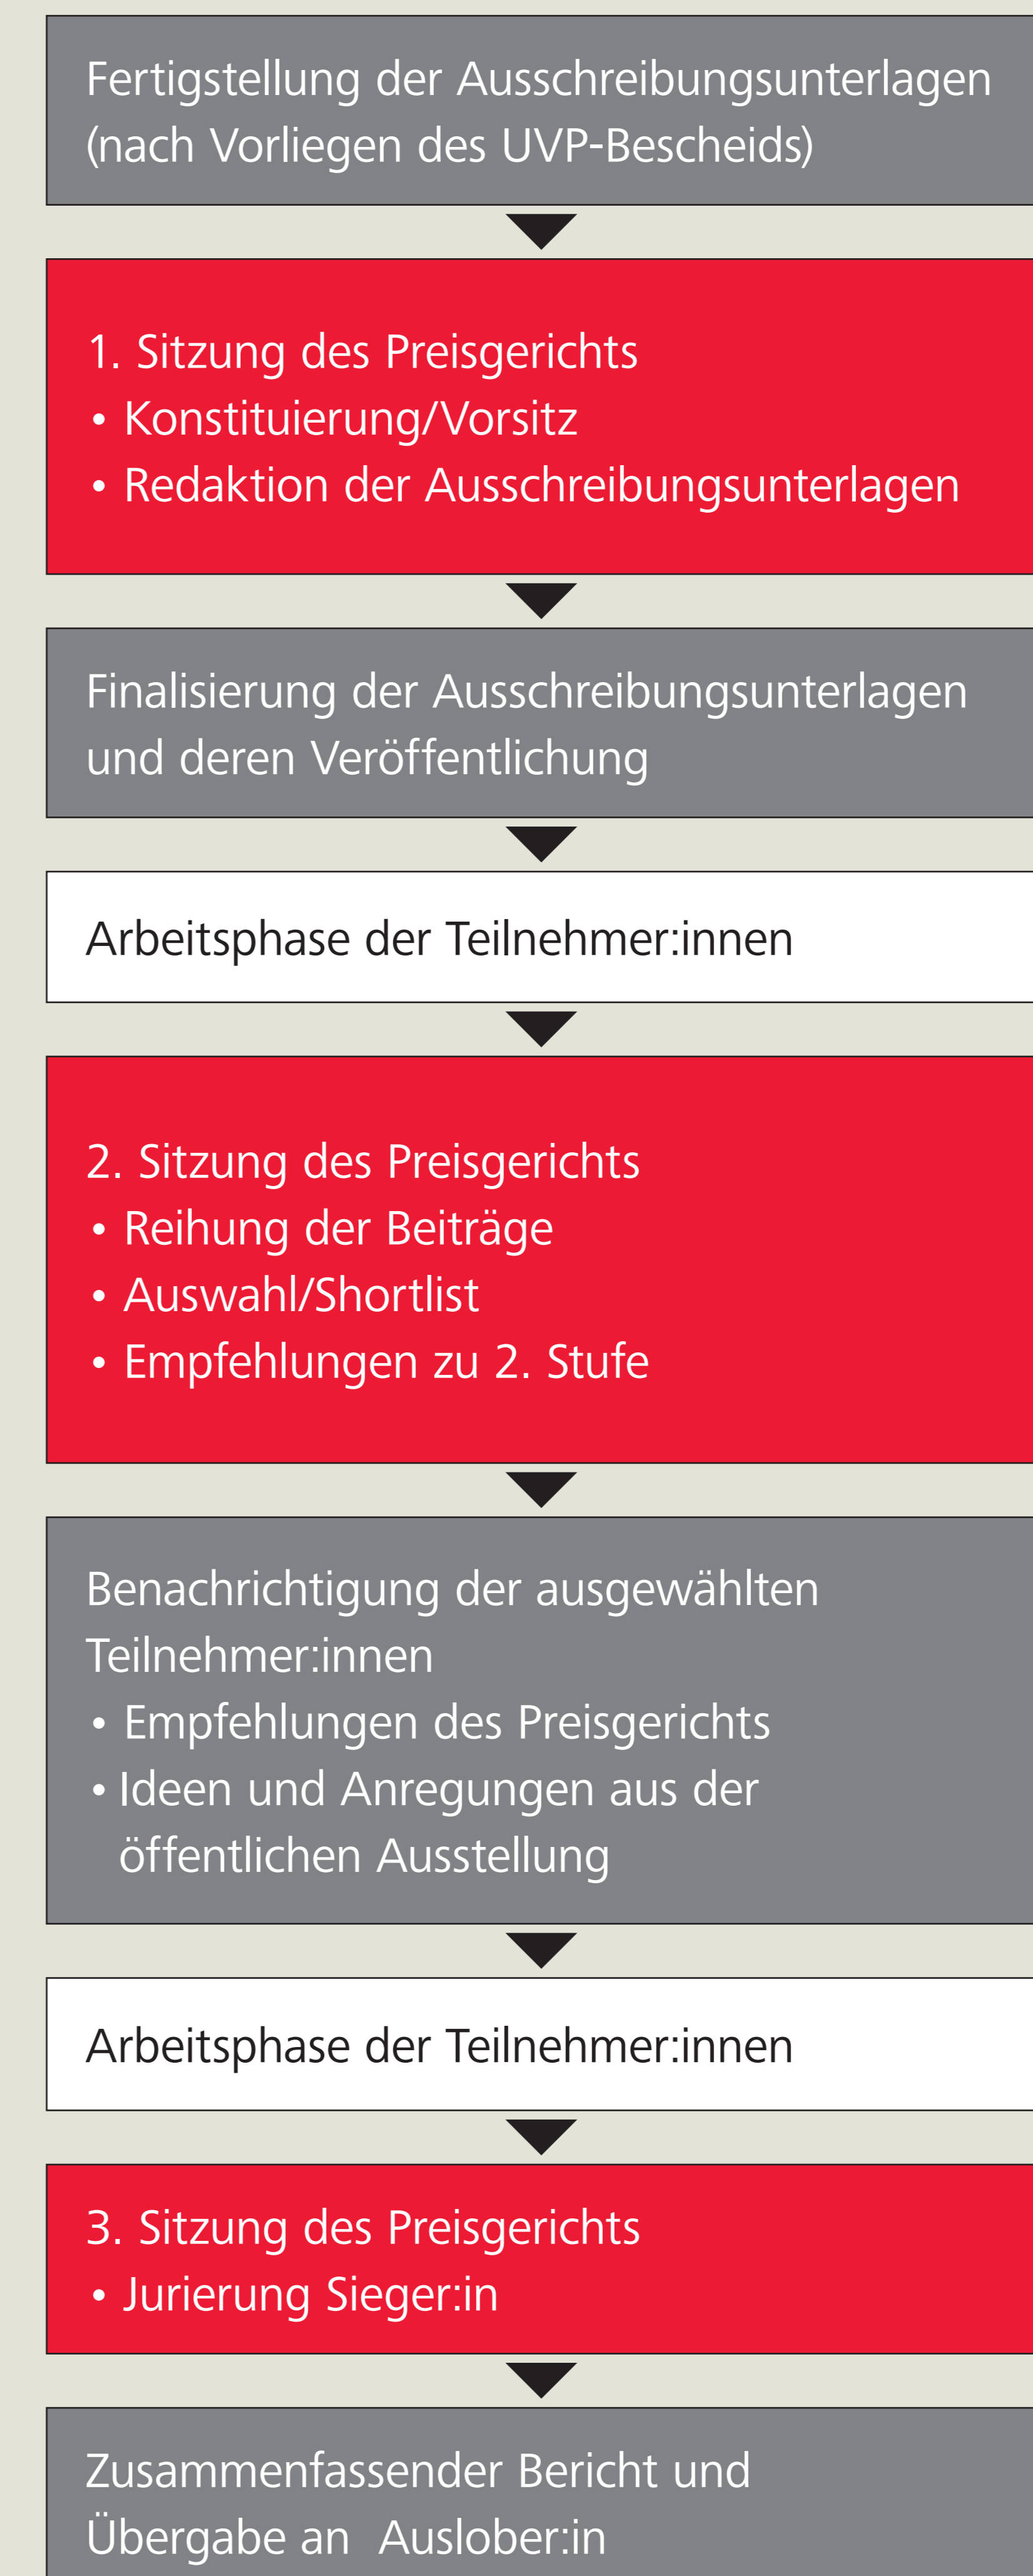 Fertigstellung der Ausschreibungsunterlagen
(nach Vorliegen des UVP-Bescheids)
1. Sitzung des Preisgerichts
• Konstituierung/Vorsitz
• Redaktion der Ausschreibungsunterlagen
Finalisierung der Ausschreibungsunterlagen
und deren Veröffentlichung
Arbeitsphase der Teilnehmer:innen
2. Sitzung des Preisgerichts
• Reihung der Beiträge
• Auswahl/Shortlist
• Empfehlungen zu 2. Stufe
Benachrichtigung der ausgewählten
Teilnehmer:innen
• Empfehlungen des Preisgerichts
• Ideen und Anregungen aus der
öffentlichen Ausstellung
Arbeitsphase der Teilnehmer:innen
3. Sitzung des Preisgerichts
• Jurierung Sieger:in
Zusammenfassender Bericht und
Übergabe an Auslober:in